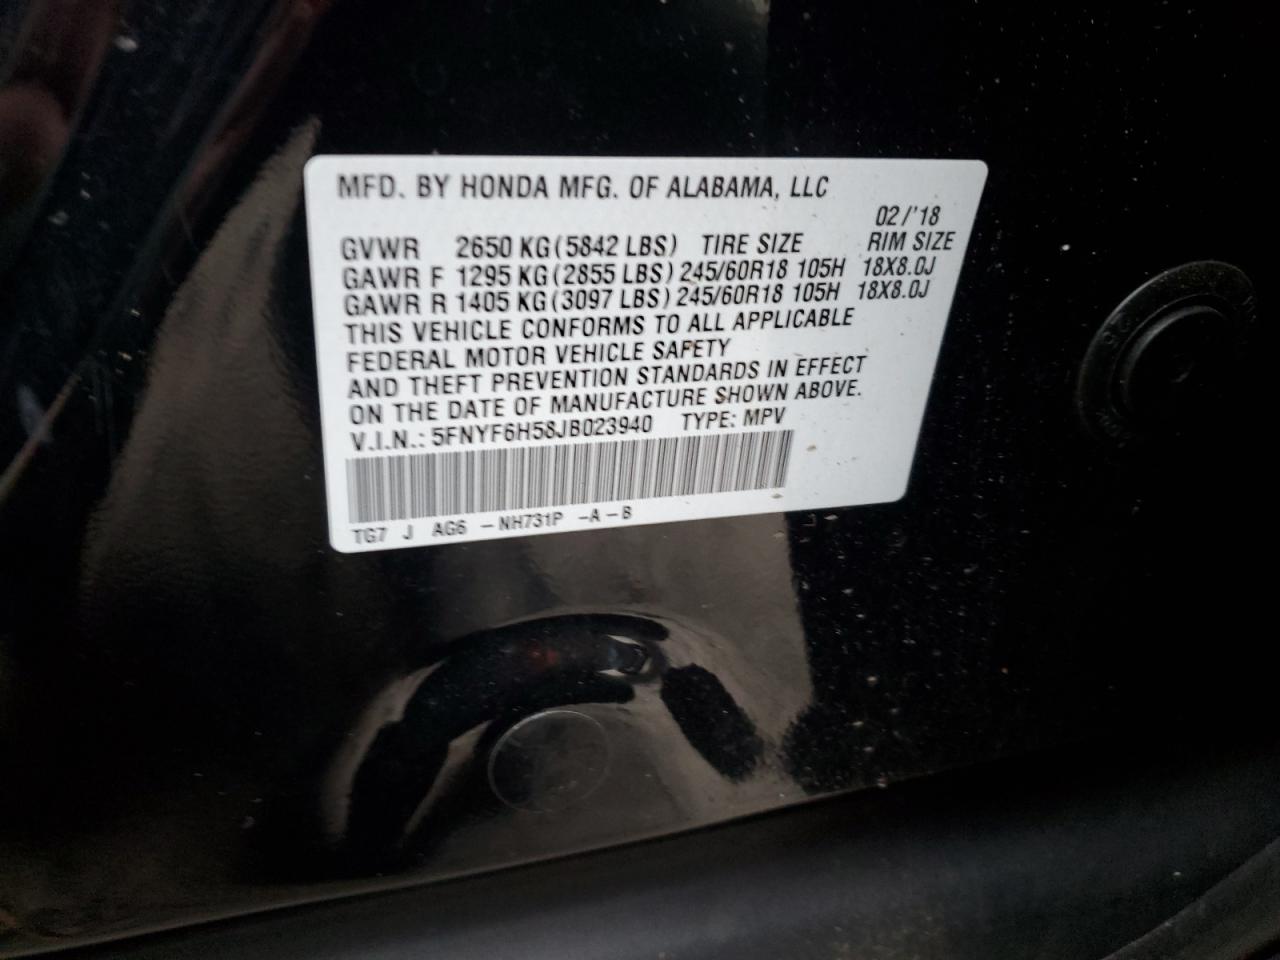 MFD. BY HONDA MFG. OF ALABAMA, LLC
02/'18
GVWR 2650 KG(5842 LBS) TIRE SIZE RIM SIZE
GAWR F 1295 KG(2855 LBS) 245/60R18 105H 18X8.0J
GAWR R 1405 KG(3097 LBS) 245/60R18 105H 18X8.0J
THIS VEHICLE CONFORMS TO ALL APPLICABLE
FEDERAL MOTOR VEHICLE SAFETY
AND THEFT PREVENTION STANDARDS IN EFFECT
ON THE DATE OF MANUFACTURE SHOWN ABOVE.
V.I.N.: 5FNYF6H58JB023940 TYPE: MPV
TG7 J AG6 -NH731P -A-B